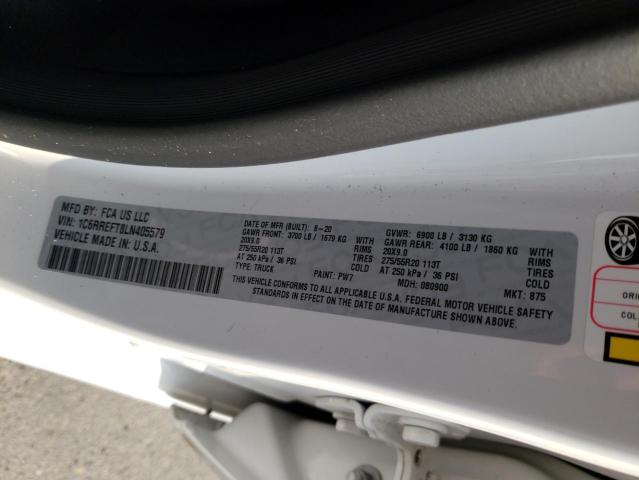 MFD BY: FCA US LLC
VIN: 1C6RREFT8LN405579
VEHICLE MADE IN: U.S.A.
DATE OF MFR (BUILT): 8-20
GVWR: 6900 LB / 3130 KG
GAWR FRONT: 3700 LB / 1679 KG WITH
20X9.0 RIMS
275/55R20 113T TIRES
AT 250 kPa / 36 PSI COLD
GAWR REAR: 4100 LB / 1860 KG WITH
20X9.0 RIMS
275/55R20 113T TIRES
AT 250 kPa / 36 PSI COLD
TYPE: TRUCK PAINT: PW7 MDH: 080900 MKT: 875
THIS VEHICLE CONFORMS TO ALL APPLICABLE U.S.A. FEDERAL MOTOR VEHICLE SAFETY
STANDARDS IN EFFECT ON THE DATE OF MANUFACTURE SHOWN ABOVE.